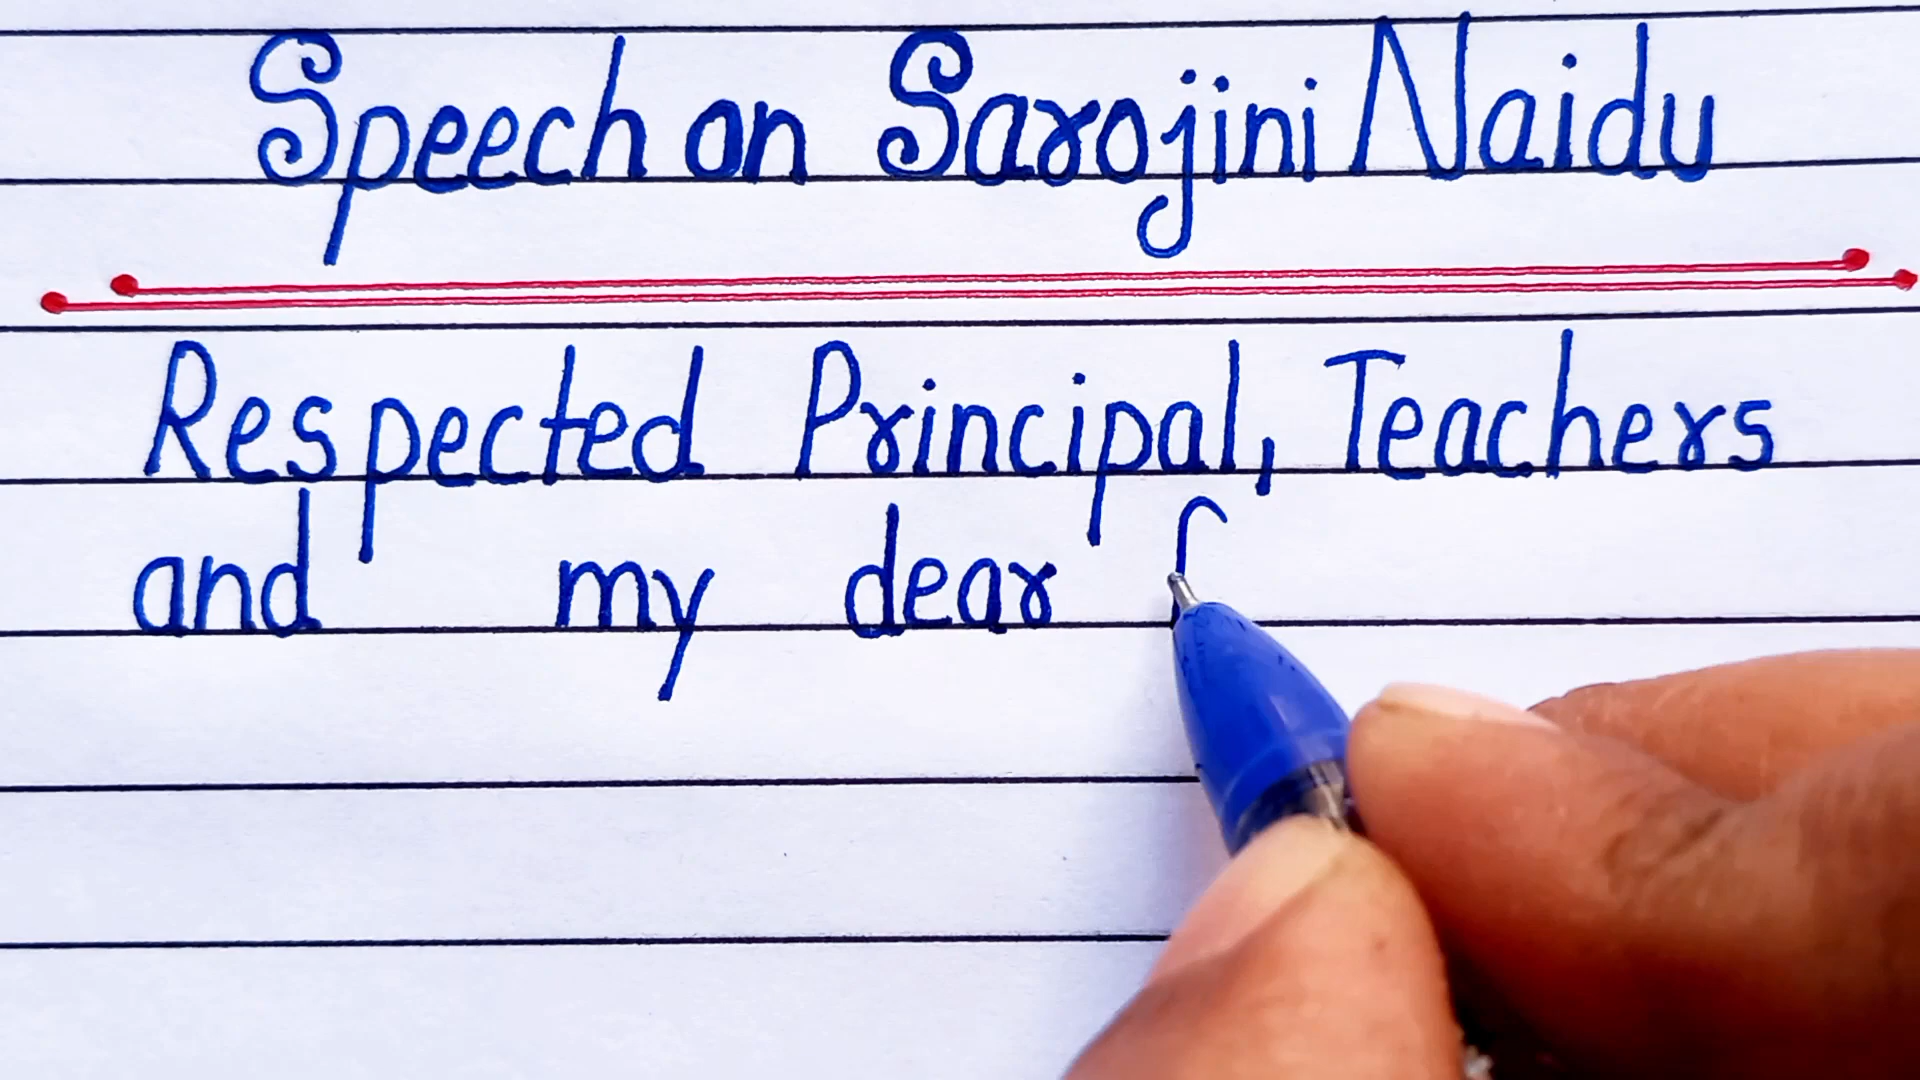 Speech on Sarojini Naidu
Respected Principal, Teachers
and my dear f